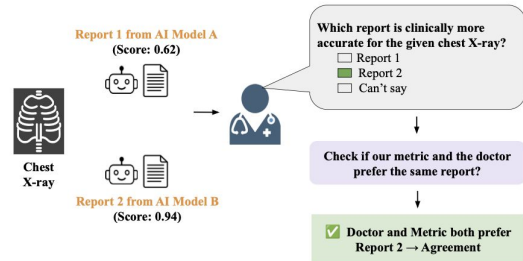 Report 1 from AI Model A
(Score: 0.62)
Chest
X-ray
Report 2 from AI Model B
(Score: 0.94)
Which report is clinically more
accurate for the given chest X-ray?
Report 1
Report 2
Can't say
Check if our metric and the doctor
prefer the same report?
Doctor and Metric both prefer
Report 2 → Agreement